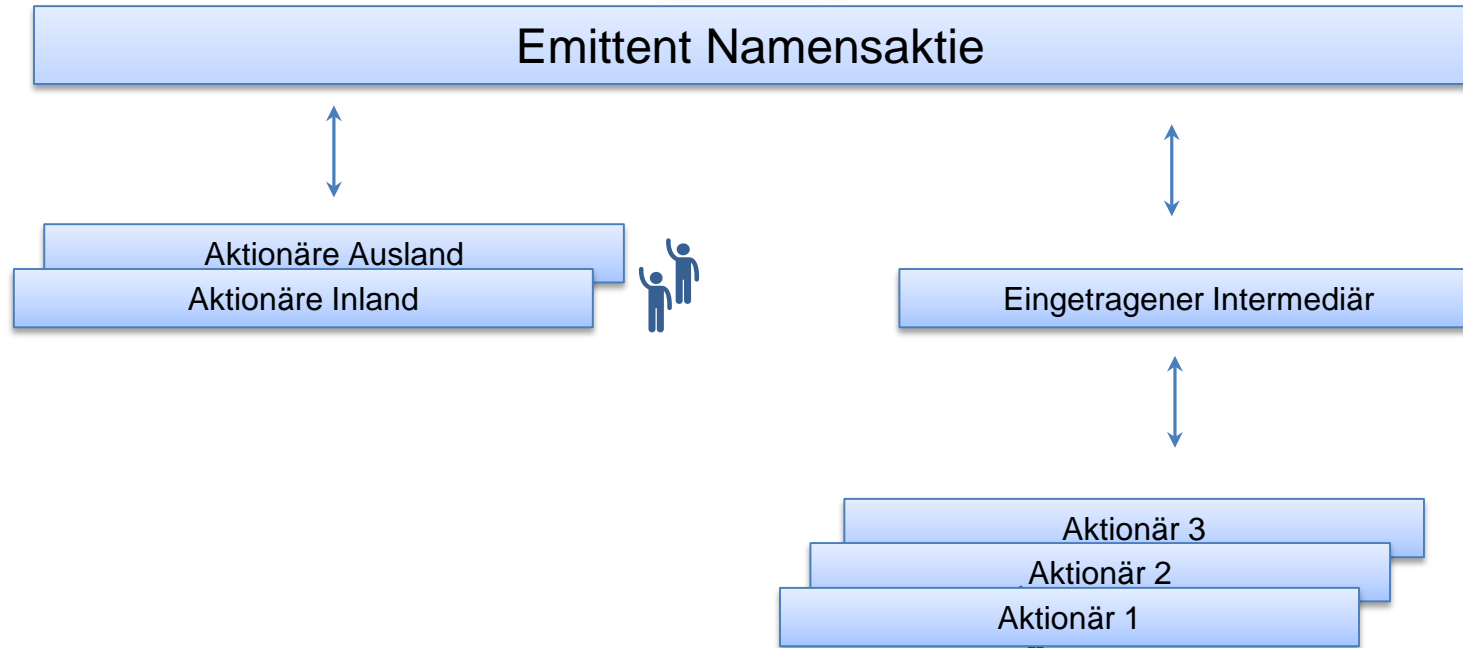 Emittent Namensaktie
Aktionäre Ausland
Aktionäre Inland
Eingetragener Intermediär
Aktionär 3
Aktionär 2
Aktionär 1